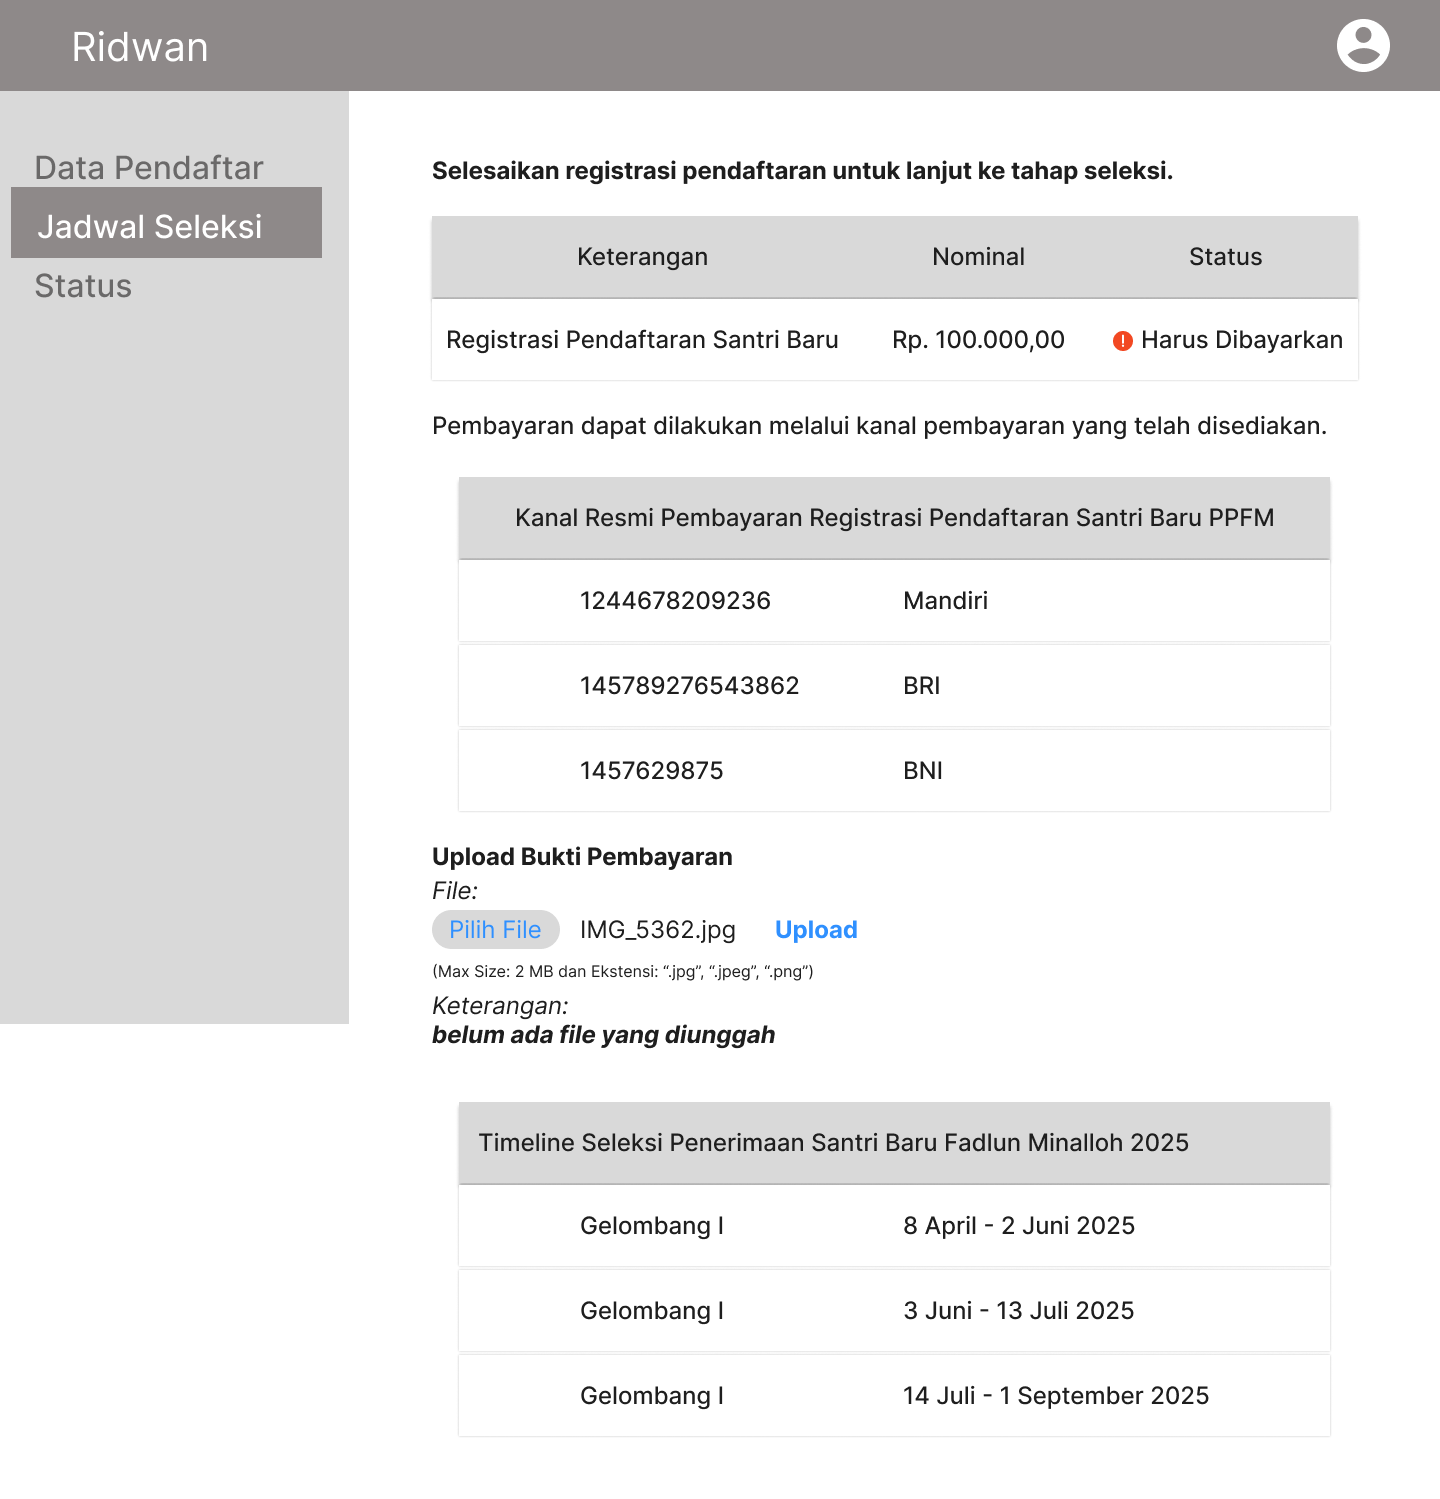 Ridwan
Data Pendaftar
Jadwal Seleksi
Status
Selesaikan registrasi pendaftaran untuk lanjut ke tahap seleksi.
Keterangan Nominal Status
Registrasi Pendaftaran Santri Baru Rp. 100.000,00 Harus Dibayarkan
Pembayaran dapat dilakukan melalui kanal pembayaran yang telah disediakan.
Kanal Resmi Pembayaran Registrasi Pendaftaran Santri Baru PPFM
1244678209236 Mandiri
145789276543862 BRI
1457629875 BNI
Upload Bukti Pembayaran
File:
Pilih File IMG_5362.jpg Upload
(Max Size: 2 MB dan Ekstensi: “.jpg”, “.jpeg”, “.png”)
Keterangan:
belum ada file yang diunggah
Timeline Seleksi Penerimaan Santri Baru Fadlun Minalloh 2025
Gelombang I 8 April - 2 Juni 2025
Gelombang I 3 Juni - 13 Juli 2025
Gelombang I 14 Juli - 1 September 2025